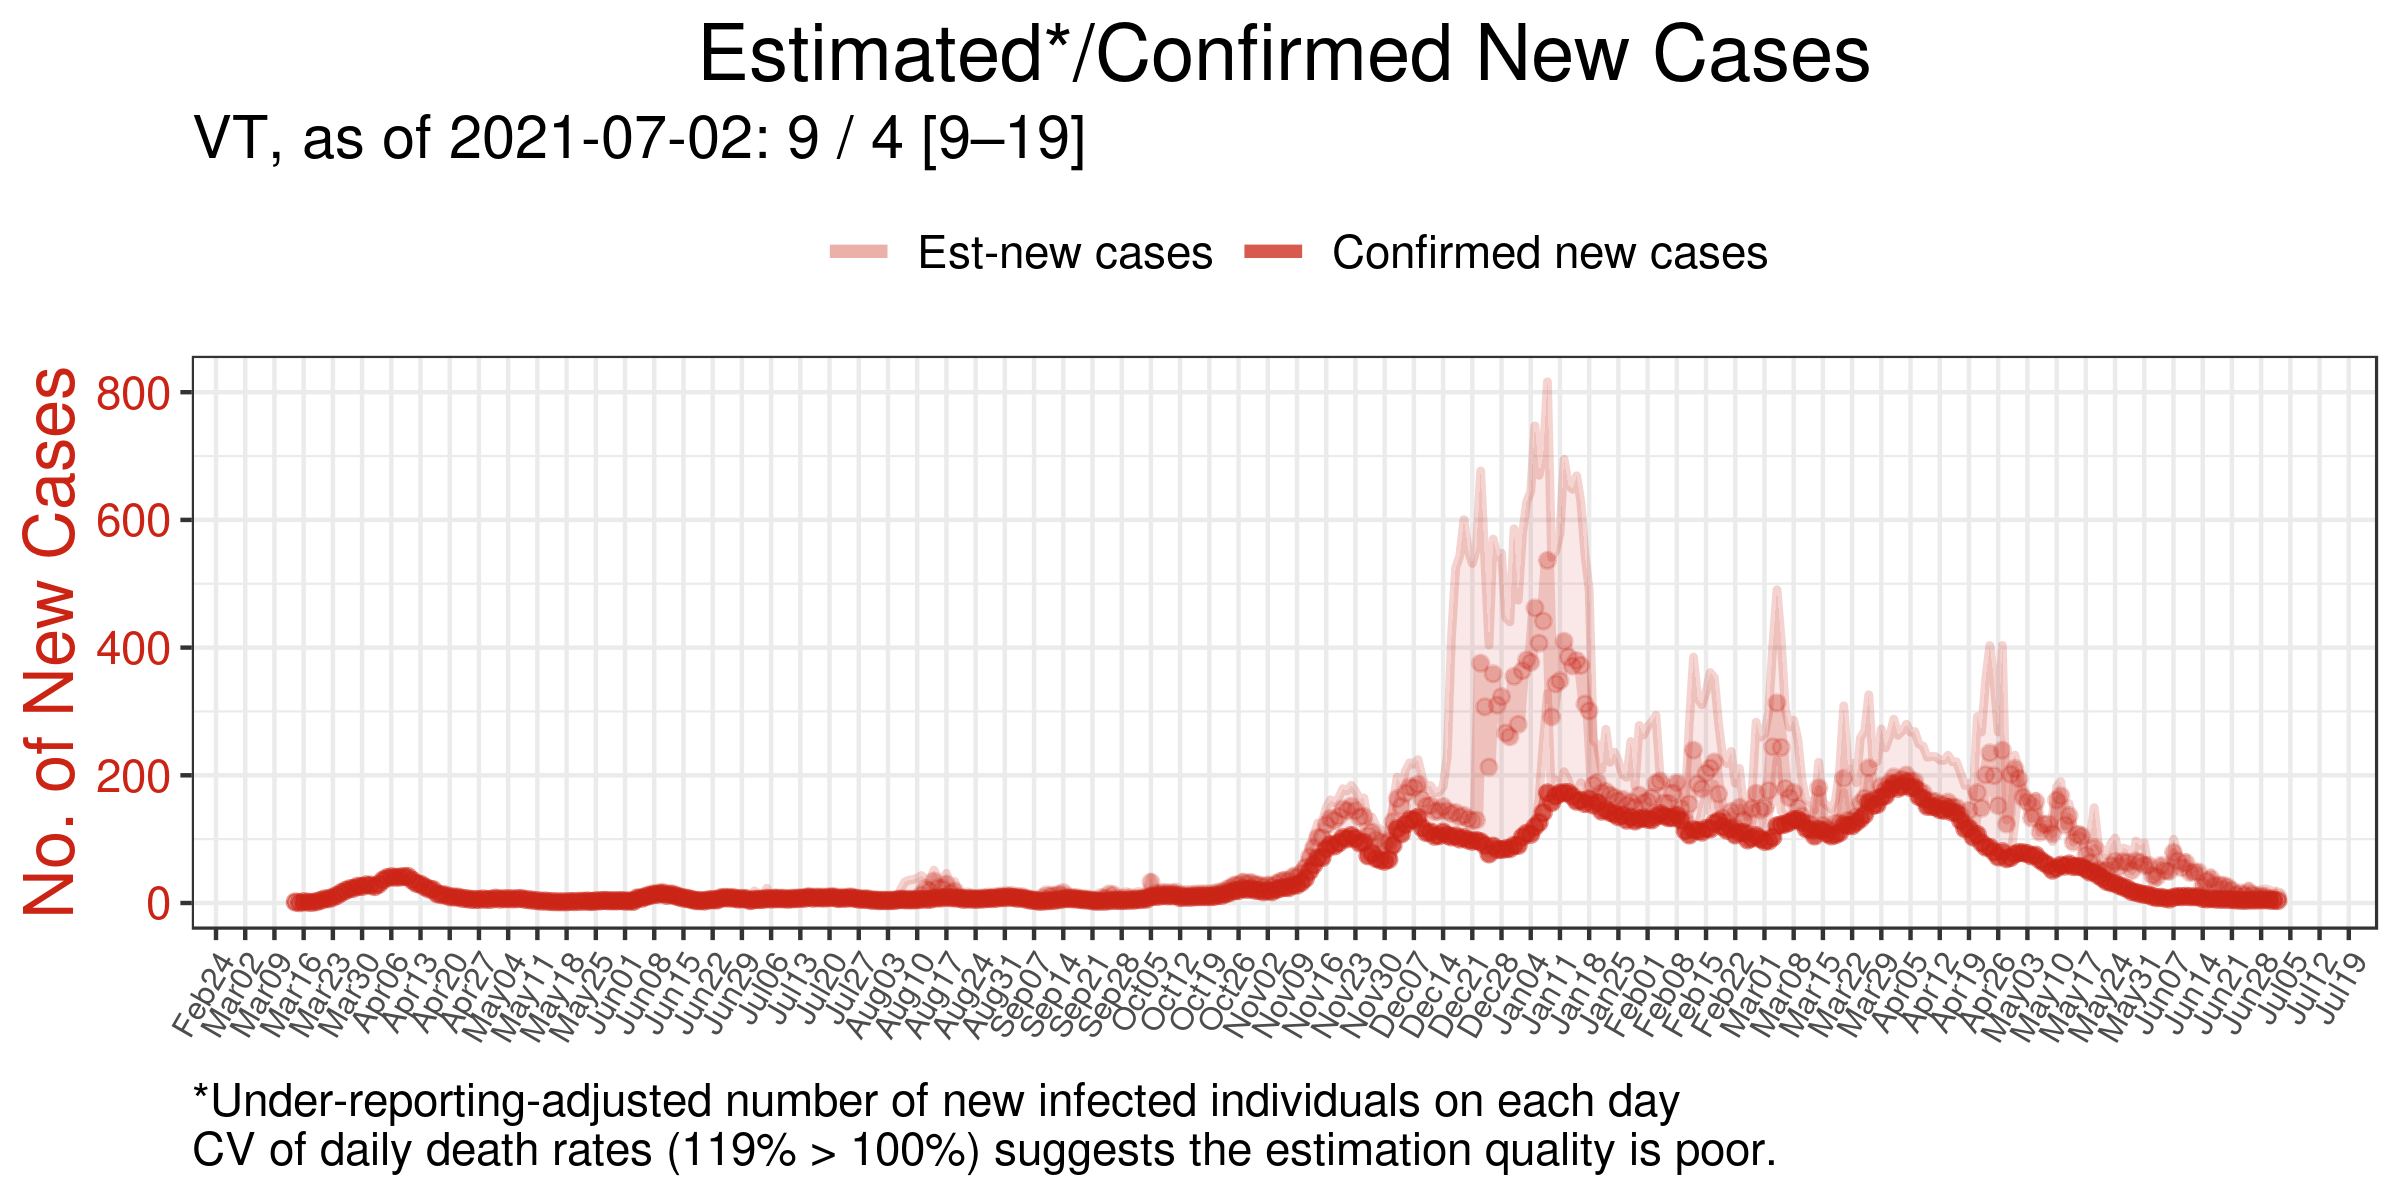 Estimated*/Confirmed New Cases
VT, as of 2021-07-02: 9 / 4 [9–19]
Est-new cases
Confirmed new cases
No. of New Cases
800
600
400
200
0
Feb24
Mar02
Mar09
Mar16
Mar23
Mar30
Apr06
Apr13
Apr20
Apr27
May04
May11
May18
May25
Jun01
Jun08
Jun15
Jun22
Jun29
Jul06
Jul13
Jul20
Jul27
Aug03
Aug10
Aug17
Aug24
Aug31
Sep07
Sep14
Sep21
Sep28
Oct05
Oct12
Oct19
Oct26
Nov02
Nov09
Nov16
Nov23
Nov30
Dec07
Dec14
Dec21
Dec28
Jan04
Jan11
Jan18
Jan25
Feb01
Feb08
Feb15
Feb22
Mar01
Mar08
Mar15
Mar22
Mar29
Apr05
Apr12
Apr19
Apr26
May03
May10
May17
May24
May31
Jun07
Jun14
Jun21
Jun28
Jul05
Jul12
Jul19
*Under-reporting-adjusted number of new infected individuals on each day
CV of daily death rates (119% > 100%) suggests the estimation quality is poor.